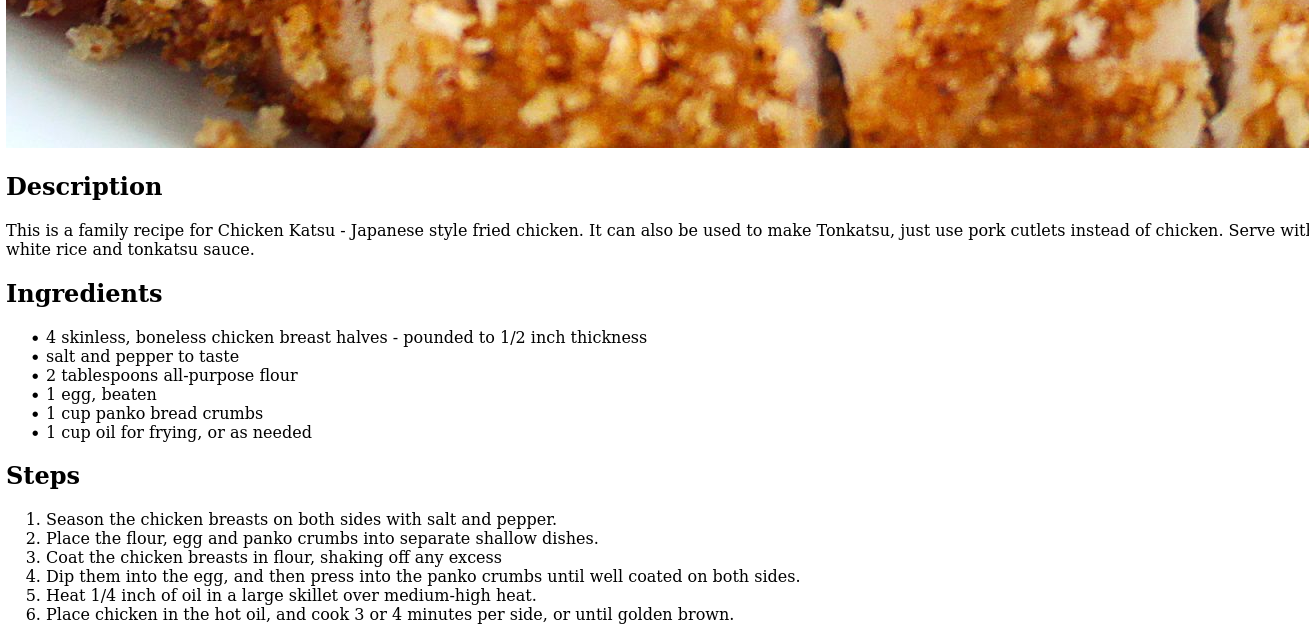 Description
This is a family recipe for Chicken Katsu - Japanese style fried chicken. It can also be used to make Tonkatsu, just use pork cutlets instead of chicken. Serve with
white rice and tonkatsu sauce.
Ingredients
• 4 skinless, boneless chicken breast halves - pounded to 1/2 inch thickness
• salt and pepper to taste
• 2 tablespoons all-purpose flour
• 1 egg, beaten
• 1 cup panko bread crumbs
• 1 cup oil for frying, or as needed
Steps
1. Season the chicken breasts on both sides with salt and pepper.
2. Place the flour, egg and panko crumbs into separate shallow dishes.
3. Coat the chicken breasts in flour, shaking off any excess
4. Dip them into the egg, and then press into the panko crumbs until well coated on both sides.
5. Heat 1/4 inch of oil in a large skillet over medium-high heat.
6. Place chicken in the hot oil, and cook 3 or 4 minutes per side, or until golden brown.